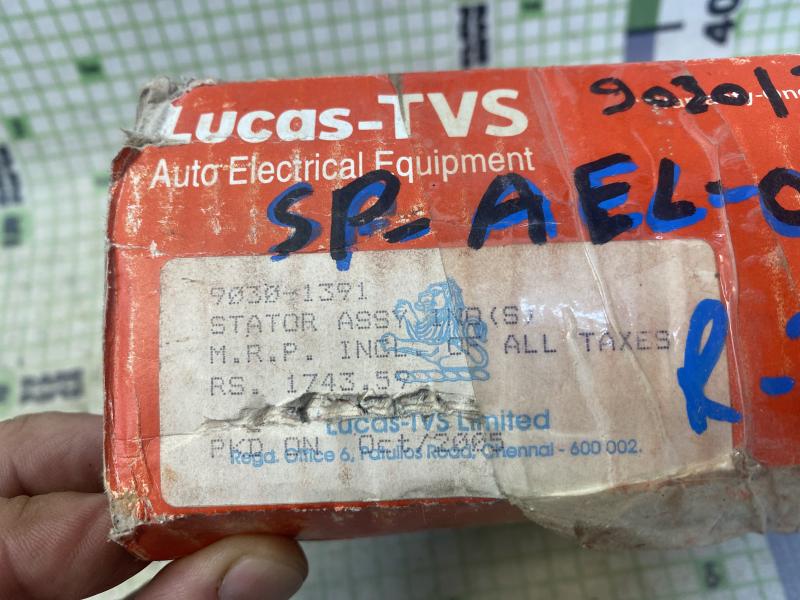 Lucas-TVS
9030/
Auto Electrical Equipment
SP-AEL-
9030-1391
STATOR ASSY (S)
M.R.P. INCL. OF ALL TAXES
R-
RS. 1743.59
Lucas-TVS Limited
PKD ON Oct/2005
Regd. Office 6, Patullos Road, Chennai - 600 002.